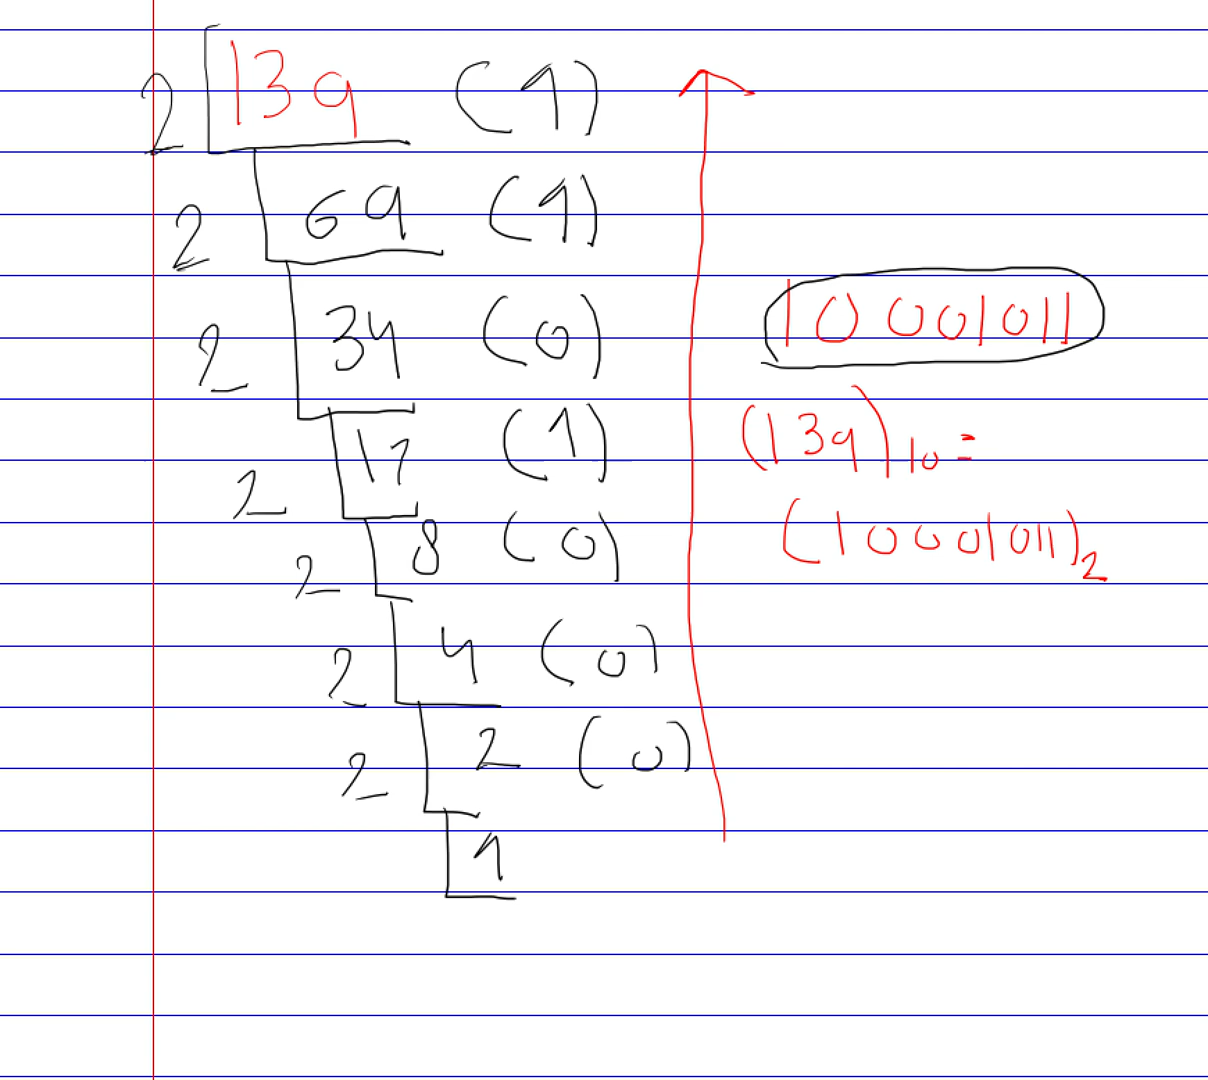 2 139 (1)
2 69 (1)
2 34 (0)
2 17 (1)
2 8 (0)
2 4 (0)
2 2 (0)
1
10001011
(139)10 =
(10001011)2